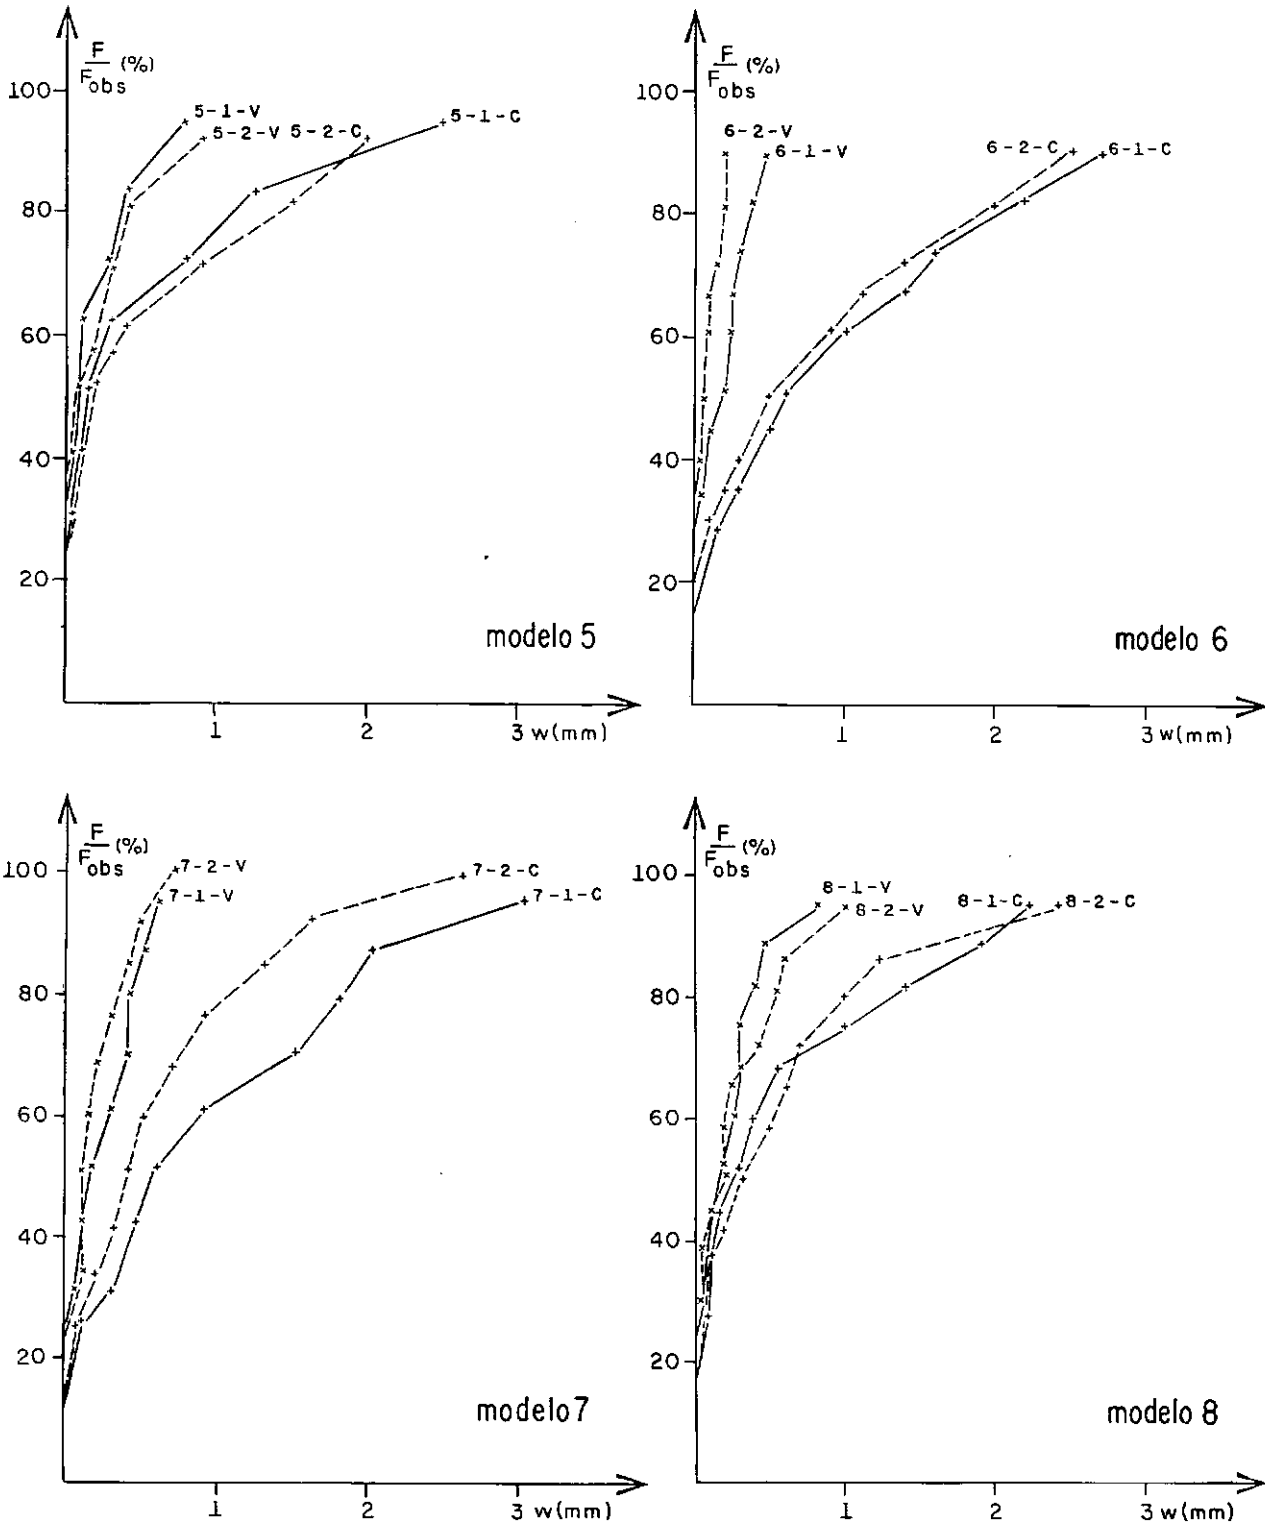 F/Fobs (%)
100
80
60
40
20
5-1-V
5-2-V
5-2-C
5-1-C
modelo 5
1
2
3 w(mm)
F/Fobs (%)
100
80
60
40
20
6-2-V
6-1-V
6-2-C
6-1-C
modelo 6
1
2
3 w(mm)
F/Fobs (%)
100
80
60
40
20
7-2-V
7-1-V
7-2-C
7-1-C
modelo 7
1
2
3 w(mm)
F/Fobs (%)
100
80
60
40
20
8-1-V
8-2-V
8-1-C
8-2-C
modelo 8
1
2
3 w(mm)